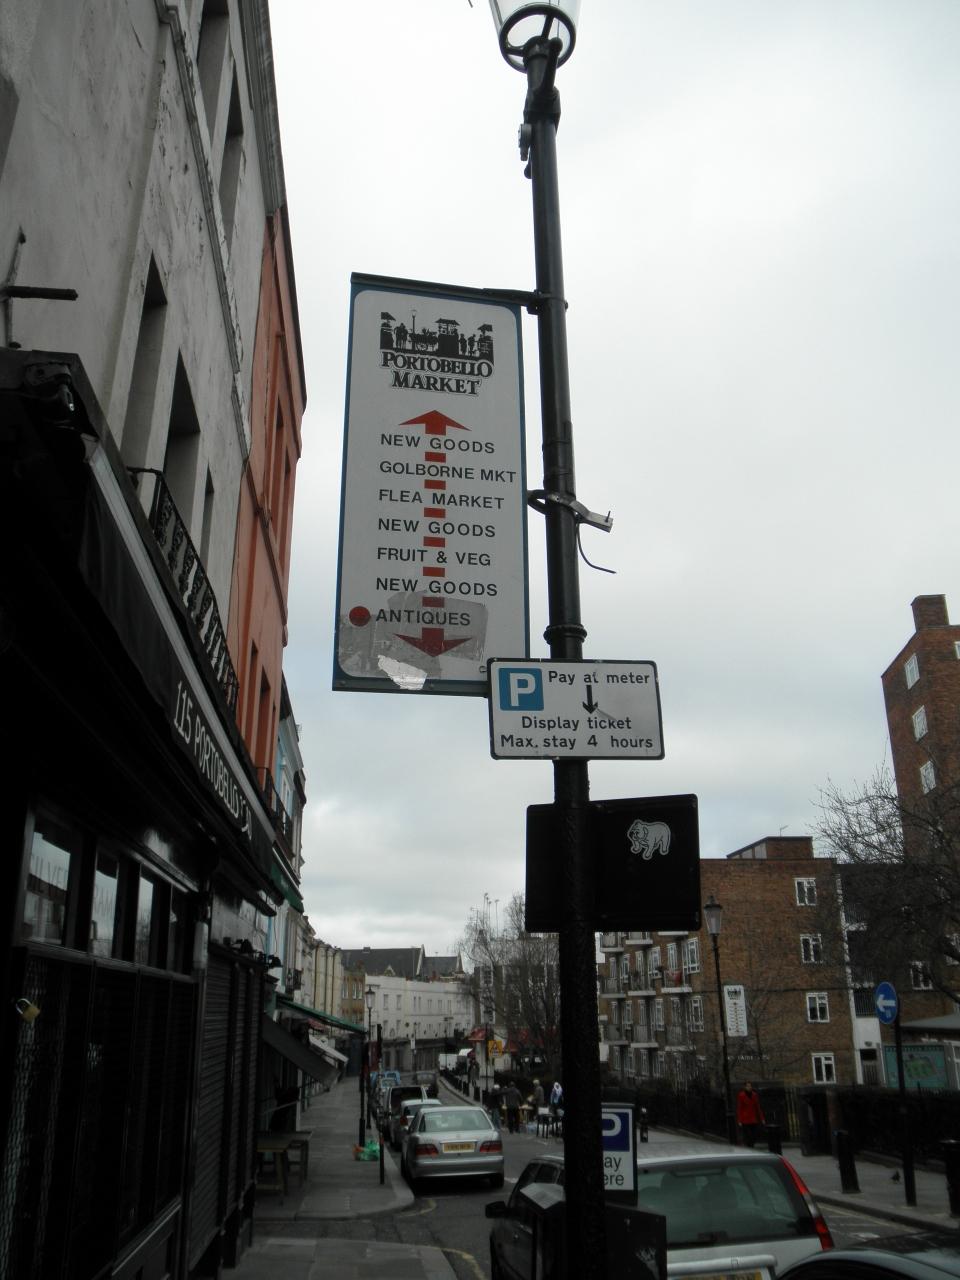 PORTOBELLO
MARKET
NEW GOODS
GOLBORNE MKT
FLEA MARKET
NEW GOODS
FRUIT & VEG
NEW GOODS
ANTIQUES
P Pay at meter
Display ticket
Max. stay 4 hours
115 PORTOBELLO
P